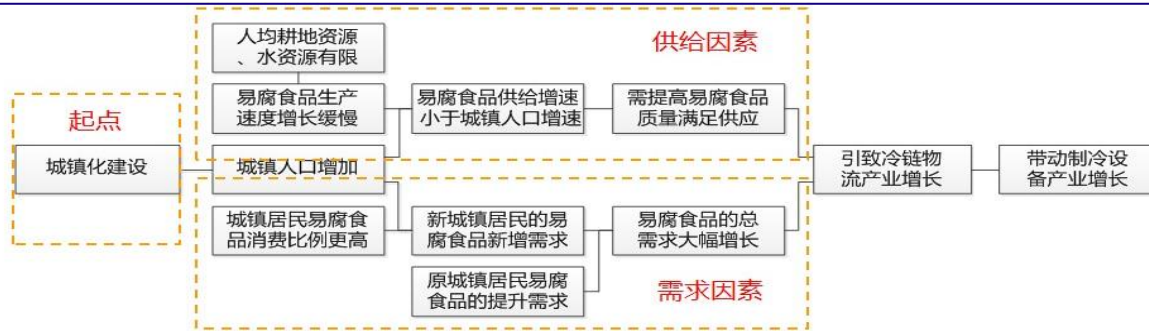 人均耕地资源
、水资源有限
供给因素
易腐食品生产
速度增长缓慢
易腐食品供给增速
小于城镇人口增速
需提高易腐食品
质量满足供应
起点
城镇化建设
城镇人口增加
引致冷链物
流产业增长
带动制冷设
备产业增长
城镇居民易腐食
品消费比例更高
新城镇居民的易
腐食品新增需求
易腐食品的总
需求大幅增长
原城镇居民易腐
食品的提升需求
需求因素